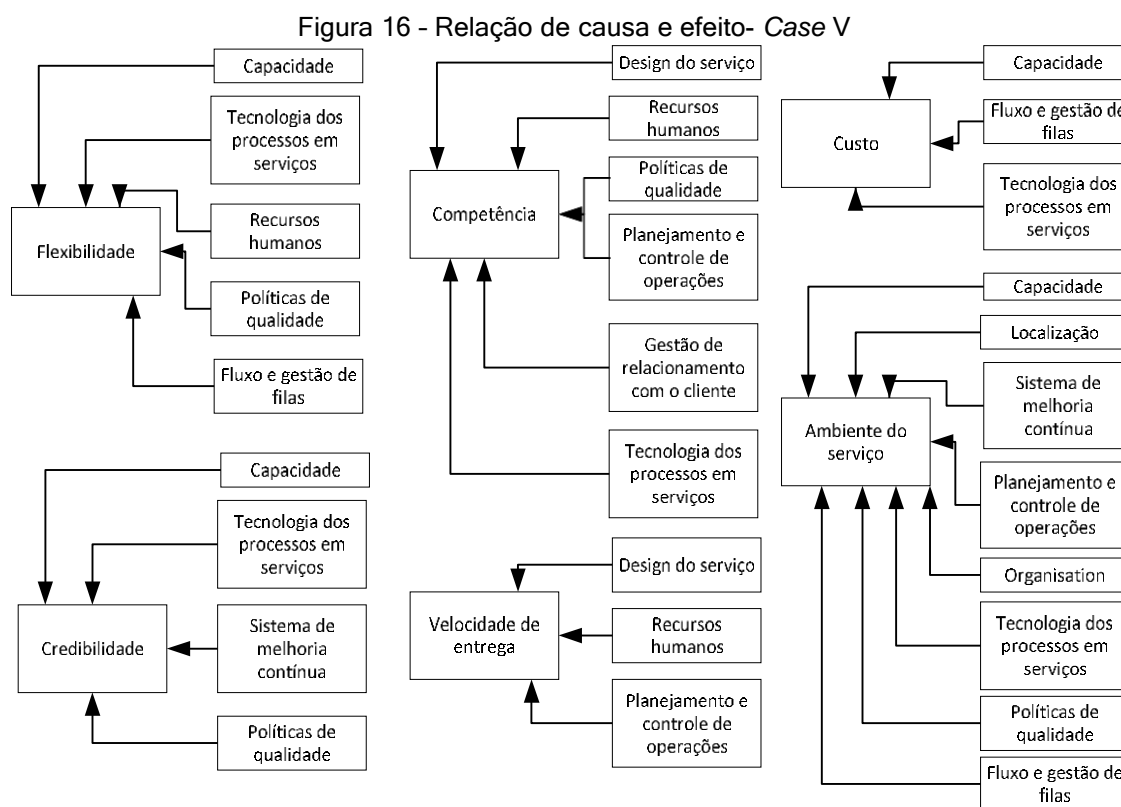 Figura 16 - Relação de causa e efeito- Case V
Capacidade
Tecnologia dos
processos em
serviços
Recursos
humanos
Flexibilidade
Políticas de
qualidade
Fluxo e gestão de
filas
Capacidade
Tecnologia dos
processos em
serviços
Credibilidade
Sistema de
melhoria
contínua
Políticas de
qualidade
Design do serviço
Recursos
humanos
Políticas de
qualidade
Competência
Planejamento e
controle de
operações
Gestão de
relacionamento
com o cliente
Tecnologia dos
processos em
serviços
Design do serviço
Velocidade de
entrega
Recursos
humanos
Planejamento e
controle de
operações
Capacidade
Fluxo e gestão de
filas
Custo
Tecnologia dos
processos em
serviços
Capacidade
Localização
Sistema de
melhoria
contínua
Ambiente do
serviço
Planejamento e
controle de
operações
Organisation
Tecnologia dos
processos em
serviços
Políticas de
qualidade
Fluxo e gestão de
filas